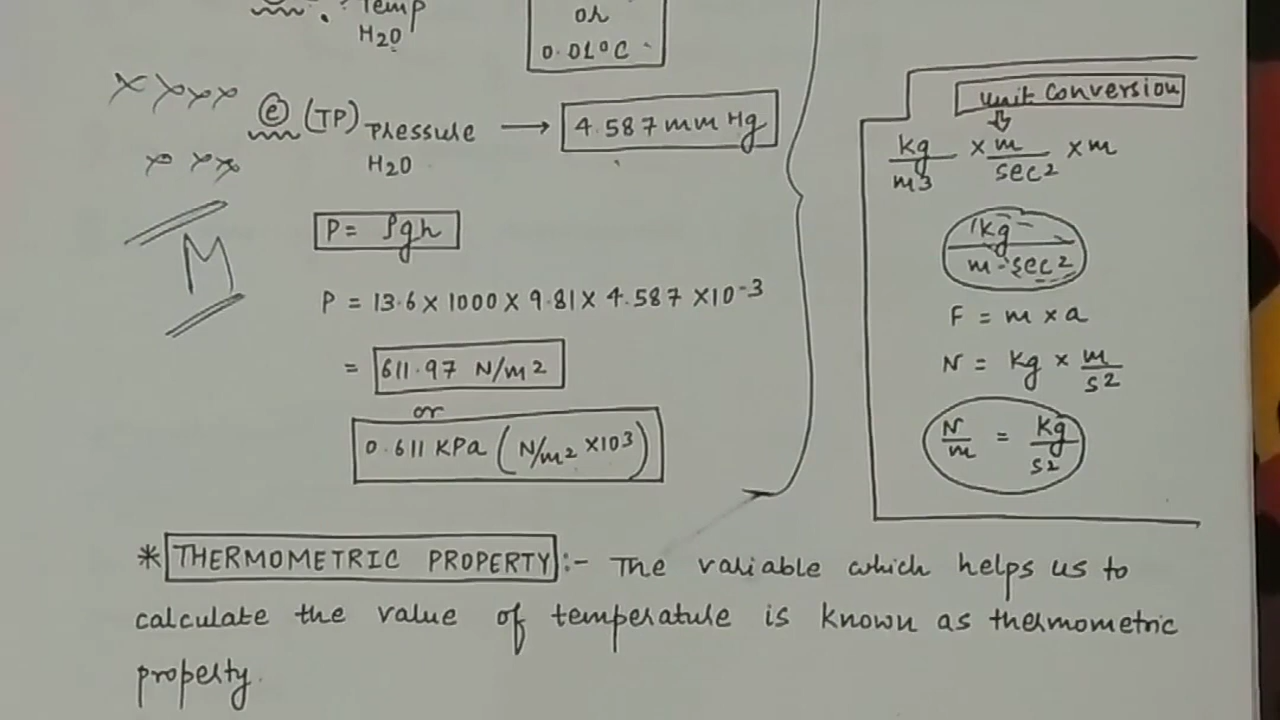 Temp
H2O
or
0.01°C
ⓔ (TP) Pressure → 4.587 mm Hg
H2O
M
P = ρgh
P = 13.6 × 1000 × 9.81 × 4.587 × 10-3
= 611.97 N/m2
or
0.611 KPa (N/m2 ×103)
Unit Conversion
kg/m3 × m/sec2 × m
1kg/m-sec2
F = m × a
N = kg × m/s2
N/m = kg/s2
* THERMOMETRIC PROPERTY :- The variable which helps us to
calculate the value of temperature is known as thermometric
property.